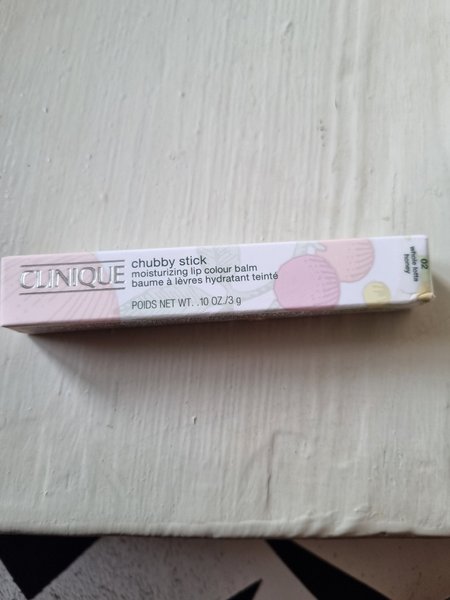 CLINIQUE
chubby stick
moisturizing lip colour balm
baume à lèvres hydratant teinté
POIDS NET WT. .10 OZ./3 g
02
whole lotta
honey